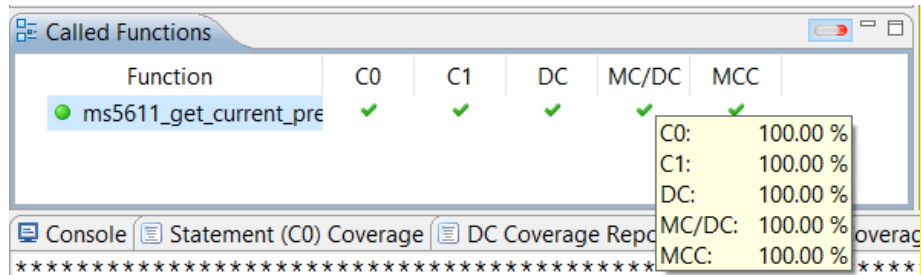 Called Functions
Function C0 C1 DC MC/DC MCC
ms5611_get_current_pre
C0: 100.00 %
C1: 100.00 %
DC: 100.00 %
MC/DC: 100.00 %
MCC: 100.00 %
Console Statement (C0) Coverage DC Coverage Repo overag
****************************************** ****